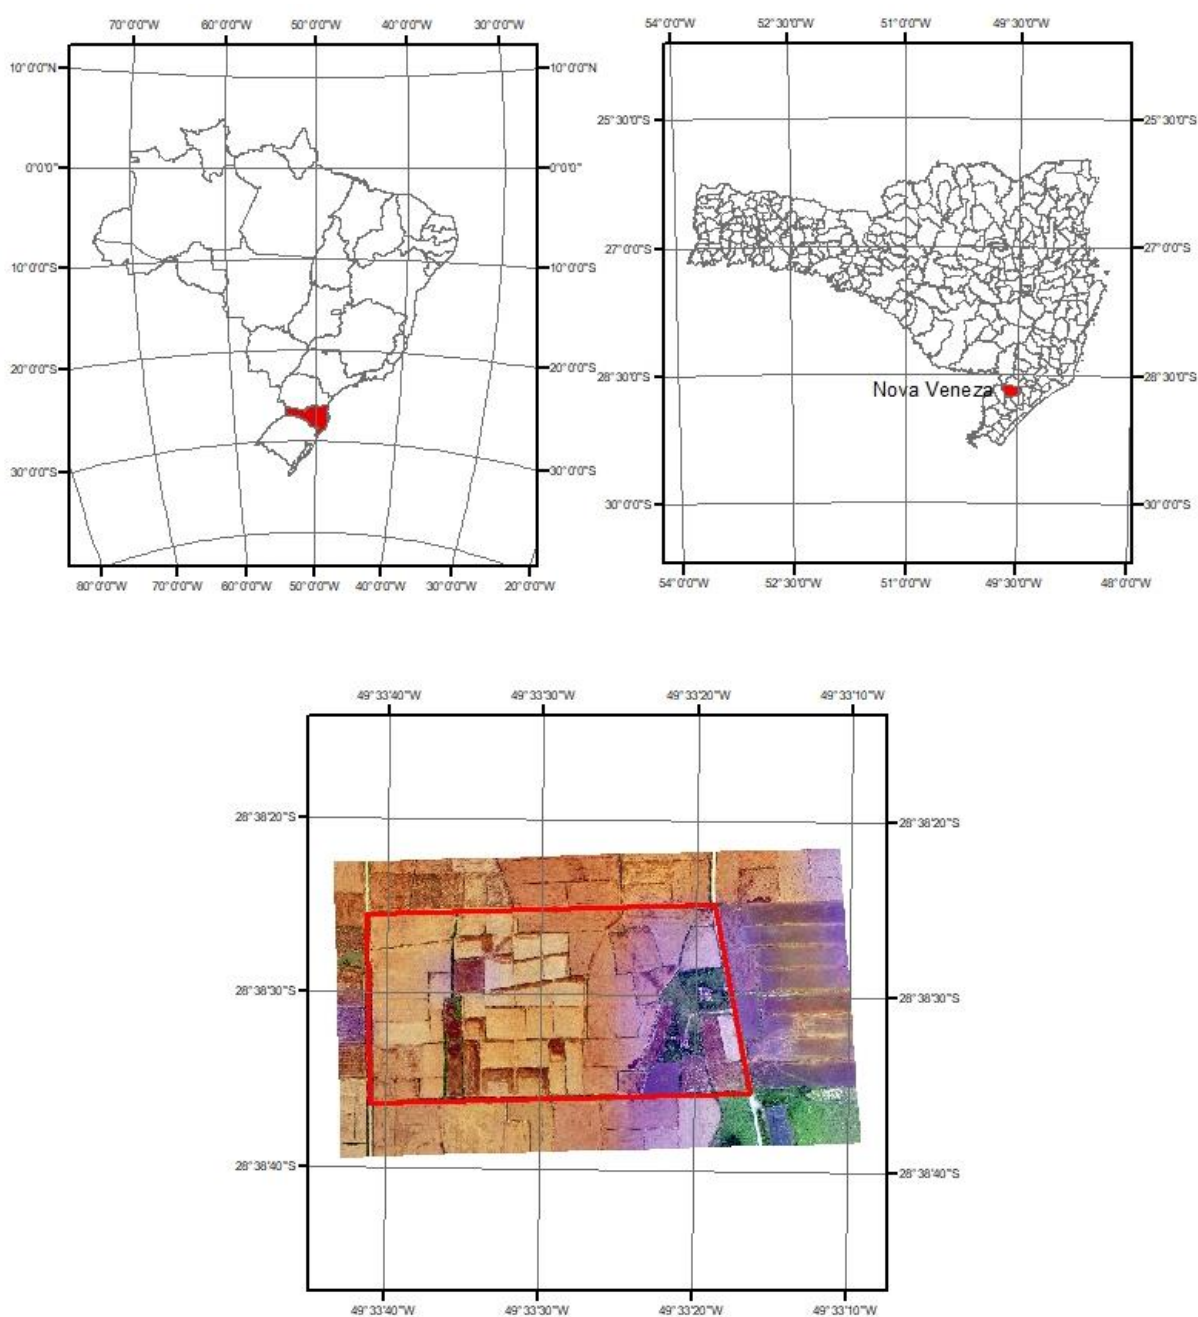 70°0'0"W 60°0'0"W 50°0'0"W 40°0'0"W 30°0'0"W
10°0'0"N 10°0'0"N
0°0'0" 0°0'0"
10°0'0"S 10°0'0"S
20°0'0"S 20°0'0"S
30°0'0"S 30°0'0"S
80°0'0"W 70°0'0"W 60°0'0"W 50°0'0"W 40°0'0"W 30°0'0"W 20°0'0"W
54°0'0"W 52°30'0"W 51°0'0"W 49°30'0"W
25°30'0"S 25°30'0"S
27°0'0"S 27°0'0"S
28°30'0"S 28°30'0"S
Nova Veneza
30°0'0"S 30°0'0"S
54°0'0"W 52°30'0"W 51°0'0"W 49°30'0"W 48°0'0"W
49°33'40"W 49°33'30"W 49°33'20"W 49°33'10"W
28°38'20"S 28°38'20"S
28°38'30"S 28°38'30"S
28°38'40"S 28°38'40"S
49°33'40"W 49°33'30"W 49°33'20"W 49°33'10"W